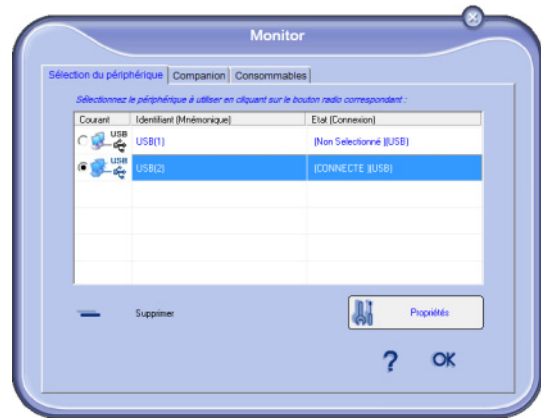 Monitor
Sélection du périphérique Companion Consommables
Sélectionnez le périphérique à utiliser en cliquant sur le bouton radio correspondant :
Courant Identifiant (Mnémonique) Etat (Connexion)
USB USB(1) (Non Selectionné )(USB)
USB USB(2) (CONNECTE )(USB)
Supprimer Propriétés
? OK